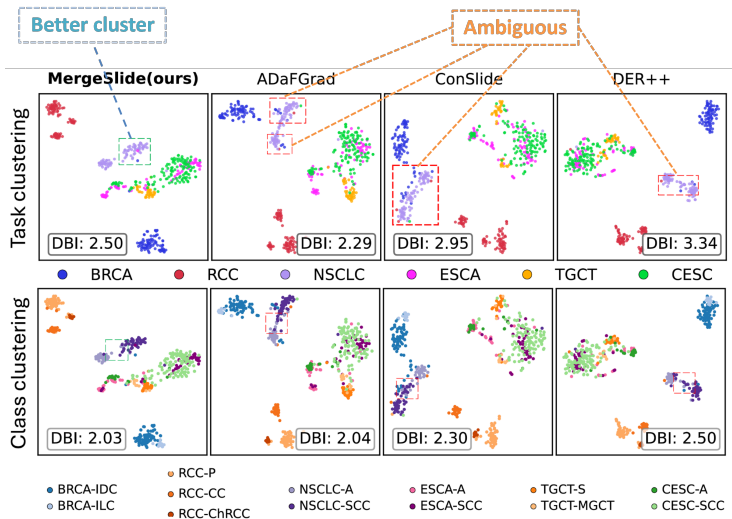 Better cluster
Ambiguous
MergeSlide(ours) ADaFGrad ConSlide DER++
Task clustering
DBI: 2.50 DBI: 2.29 DBI: 2.95 DBI: 3.34
BRCA RCC NSCLC ESCA TGCT CESC
Class clustering
DBI: 2.03 DBI: 2.04 DBI: 2.30 DBI: 2.50
BRCA-IDC
BRCA-ILC
RCC-P
RCC-CC
RCC-ChRCC
NSCLC-A
NSCLC-SCC
ESCA-A
ESCA-SCC
TGCT-S
TGCT-MGCT
CESC-A
CESC-SCC